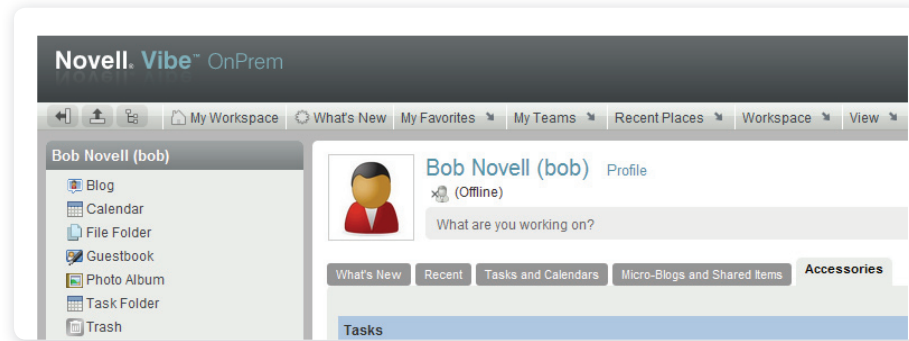 Novell® Vibe™ OnPrem
My Workspace What's New My Favorites My Teams Recent Places Workspace View
Bob Novell (bob)
Blog
Calendar
File Folder
Guestbook
Photo Album
Task Folder
Trash
Bob Novell (bob) Profile
(Offline)
What are you working on?
What's New Recent Tasks and Calendars Micro-Blogs and Shared Items Accessories
Tasks